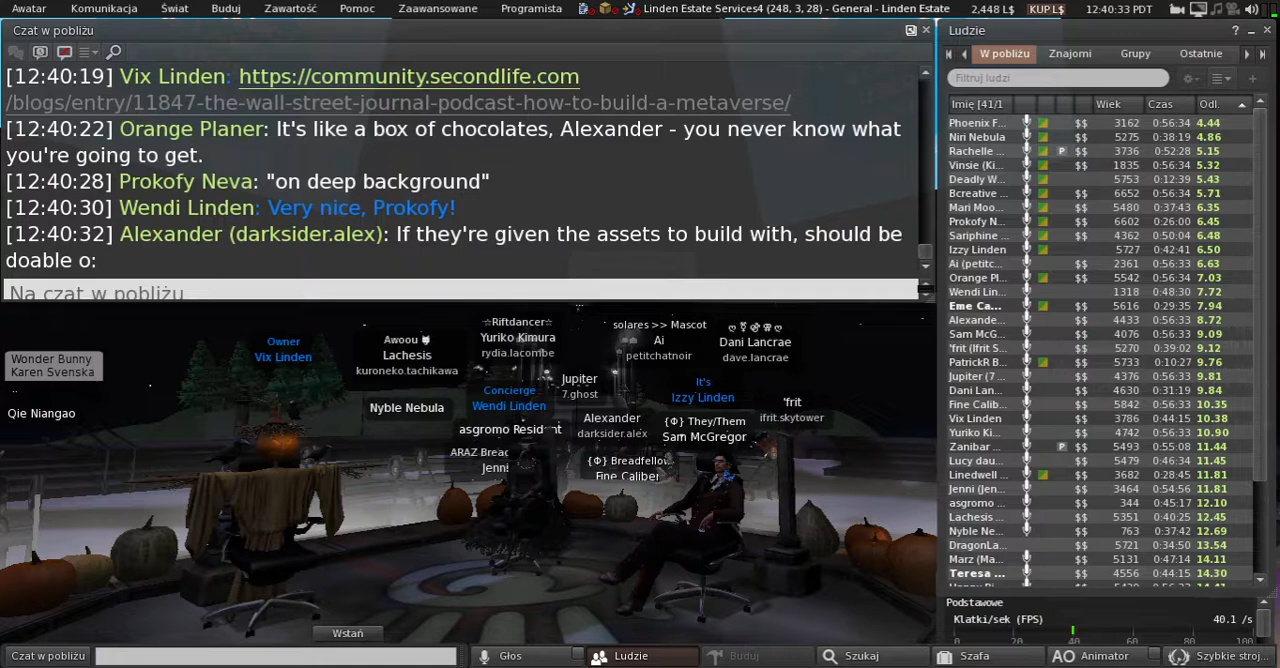 Awatar Komunikacja Świat Buduj Zawartość Pomoc Zaawansowane Programista Linden Estate Services4 (248, 3, 28) - General - Linden Estate 2,448 L$ KUP L$ 12:40:33 PDT
Czat w pobliżu
[12:40:19] Vix Linden: https://community.secondlife.com
/blogs/entry/11847-the-wall-street-journal-podcast-how-to-build-a-metaverse/
[12:40:22] Orange Planer: It's like a box of chocolates, Alexander - you never know what
you're going to get.
[12:40:28] Prokofy Neva: "on deep background"
[12:40:30] Wendi Linden: Very nice, Prokofy!
[12:40:32] Alexander (darksider.alex): If they're given the assets to build with, should be
doable o:
Na czat w pobliżu
Wonder Bunny
Karen Svenska
Qie Niangao
Owner
Vix Linden
Awoou
Lachesis
kuroneko.tachikawa
Nyble Nebula
☆Riftdancer☆
Yuriko Kimura
rydia.lacombe
Concierge
Wendi Linden
asgromo Resident
ARAZ Bread
Jenni
Jupiter
7.ghost
Alexander
darksider.alex
{Φ} Breadfellow
Fine Caliber
solares >> Mascot
Ai
petitchatnoir
It's
Izzy Linden
{Φ} They/Them
Sam McGregor
Dani Lancrae
dave.lancrae
'frit
ifrit.skytower
Wstań
Ludzie
W pobliżu Znajomi Grupy Ostatnie
Filtruj ludzi
Imię [41/1 Wiek Czas Odl.
Phoenix F... $$ 3162 0:56:34 4.44
Niri Nebula $$ 5275 0:38:19 4.86
Rachelle ... P $$ 3736 0:52:28 5.15
Vinsie (Ki... $$ 1835 0:56:34 5.32
Deadly W... 5753 0:12:39 5.43
Bcreative ... $$ 6652 0:56:34 5.71
Mari Moo... $$ 5480 0:37:43 6.35
Prokofy N... $$ 6602 0:26:00 6.45
Sariphine ... $$ 4362 0:50:04 6.48
Izzy Linden 5727 0:42:41 6.50
Ai (petitc... $$ 2361 0:56:33 6.63
Orange Pl... $$ 5542 0:56:34 7.03
Wendi Lin... 1318 0:48:30 7.72
Eme Ca... $$ 5616 0:29:35 7.94
Alexande... $$ 4433 0:56:33 8.72
Sam McG... $$ 4076 0:56:33 9.09
'frit (Ifrit S... $$ 5270 0:39:02 9.12
PatrickR B... $$ 5733 0:10:27 9.76
Jupiter (7 ... $$ 4376 0:56:33 9.81
Dani Lan... $$ 4630 0:31:19 9.84
Fine Calib... $$ 5842 0:56:33 10.35
Vix Linden $$ 3786 0:44:15 10.38
Yuriko Ki... $$ 4742 0:56:33 10.90
Zanibar ... P $$ 5493 0:55:08 11.44
Lucy dau... $$ 5479 0:46:34 11.45
Linedwell ... $$ 3682 0:28:45 11.81
Jenni (Jen... $$ 3464 0:54:56 11.81
asgromo ... $$ 344 0:45:17 12.10
Lachesis ... $$ 5351 0:40:25 12.45
Nyble Ne... $$ 763 0:37:42 12.69
DragonLa... 5721 0:34:50 13.54
Marz (Ma... $$ 5131 0:47:14 14.11
Teresa ... $$ 4556 0:44:15 14.30
Podstawowe
Klatki/sek (FPS) 40.1 /s
0 20 40 60 80 100
Czat w pobliżu Głos Ludzie Buduj Szukaj Szafa AO Animator Szybkie stroj...